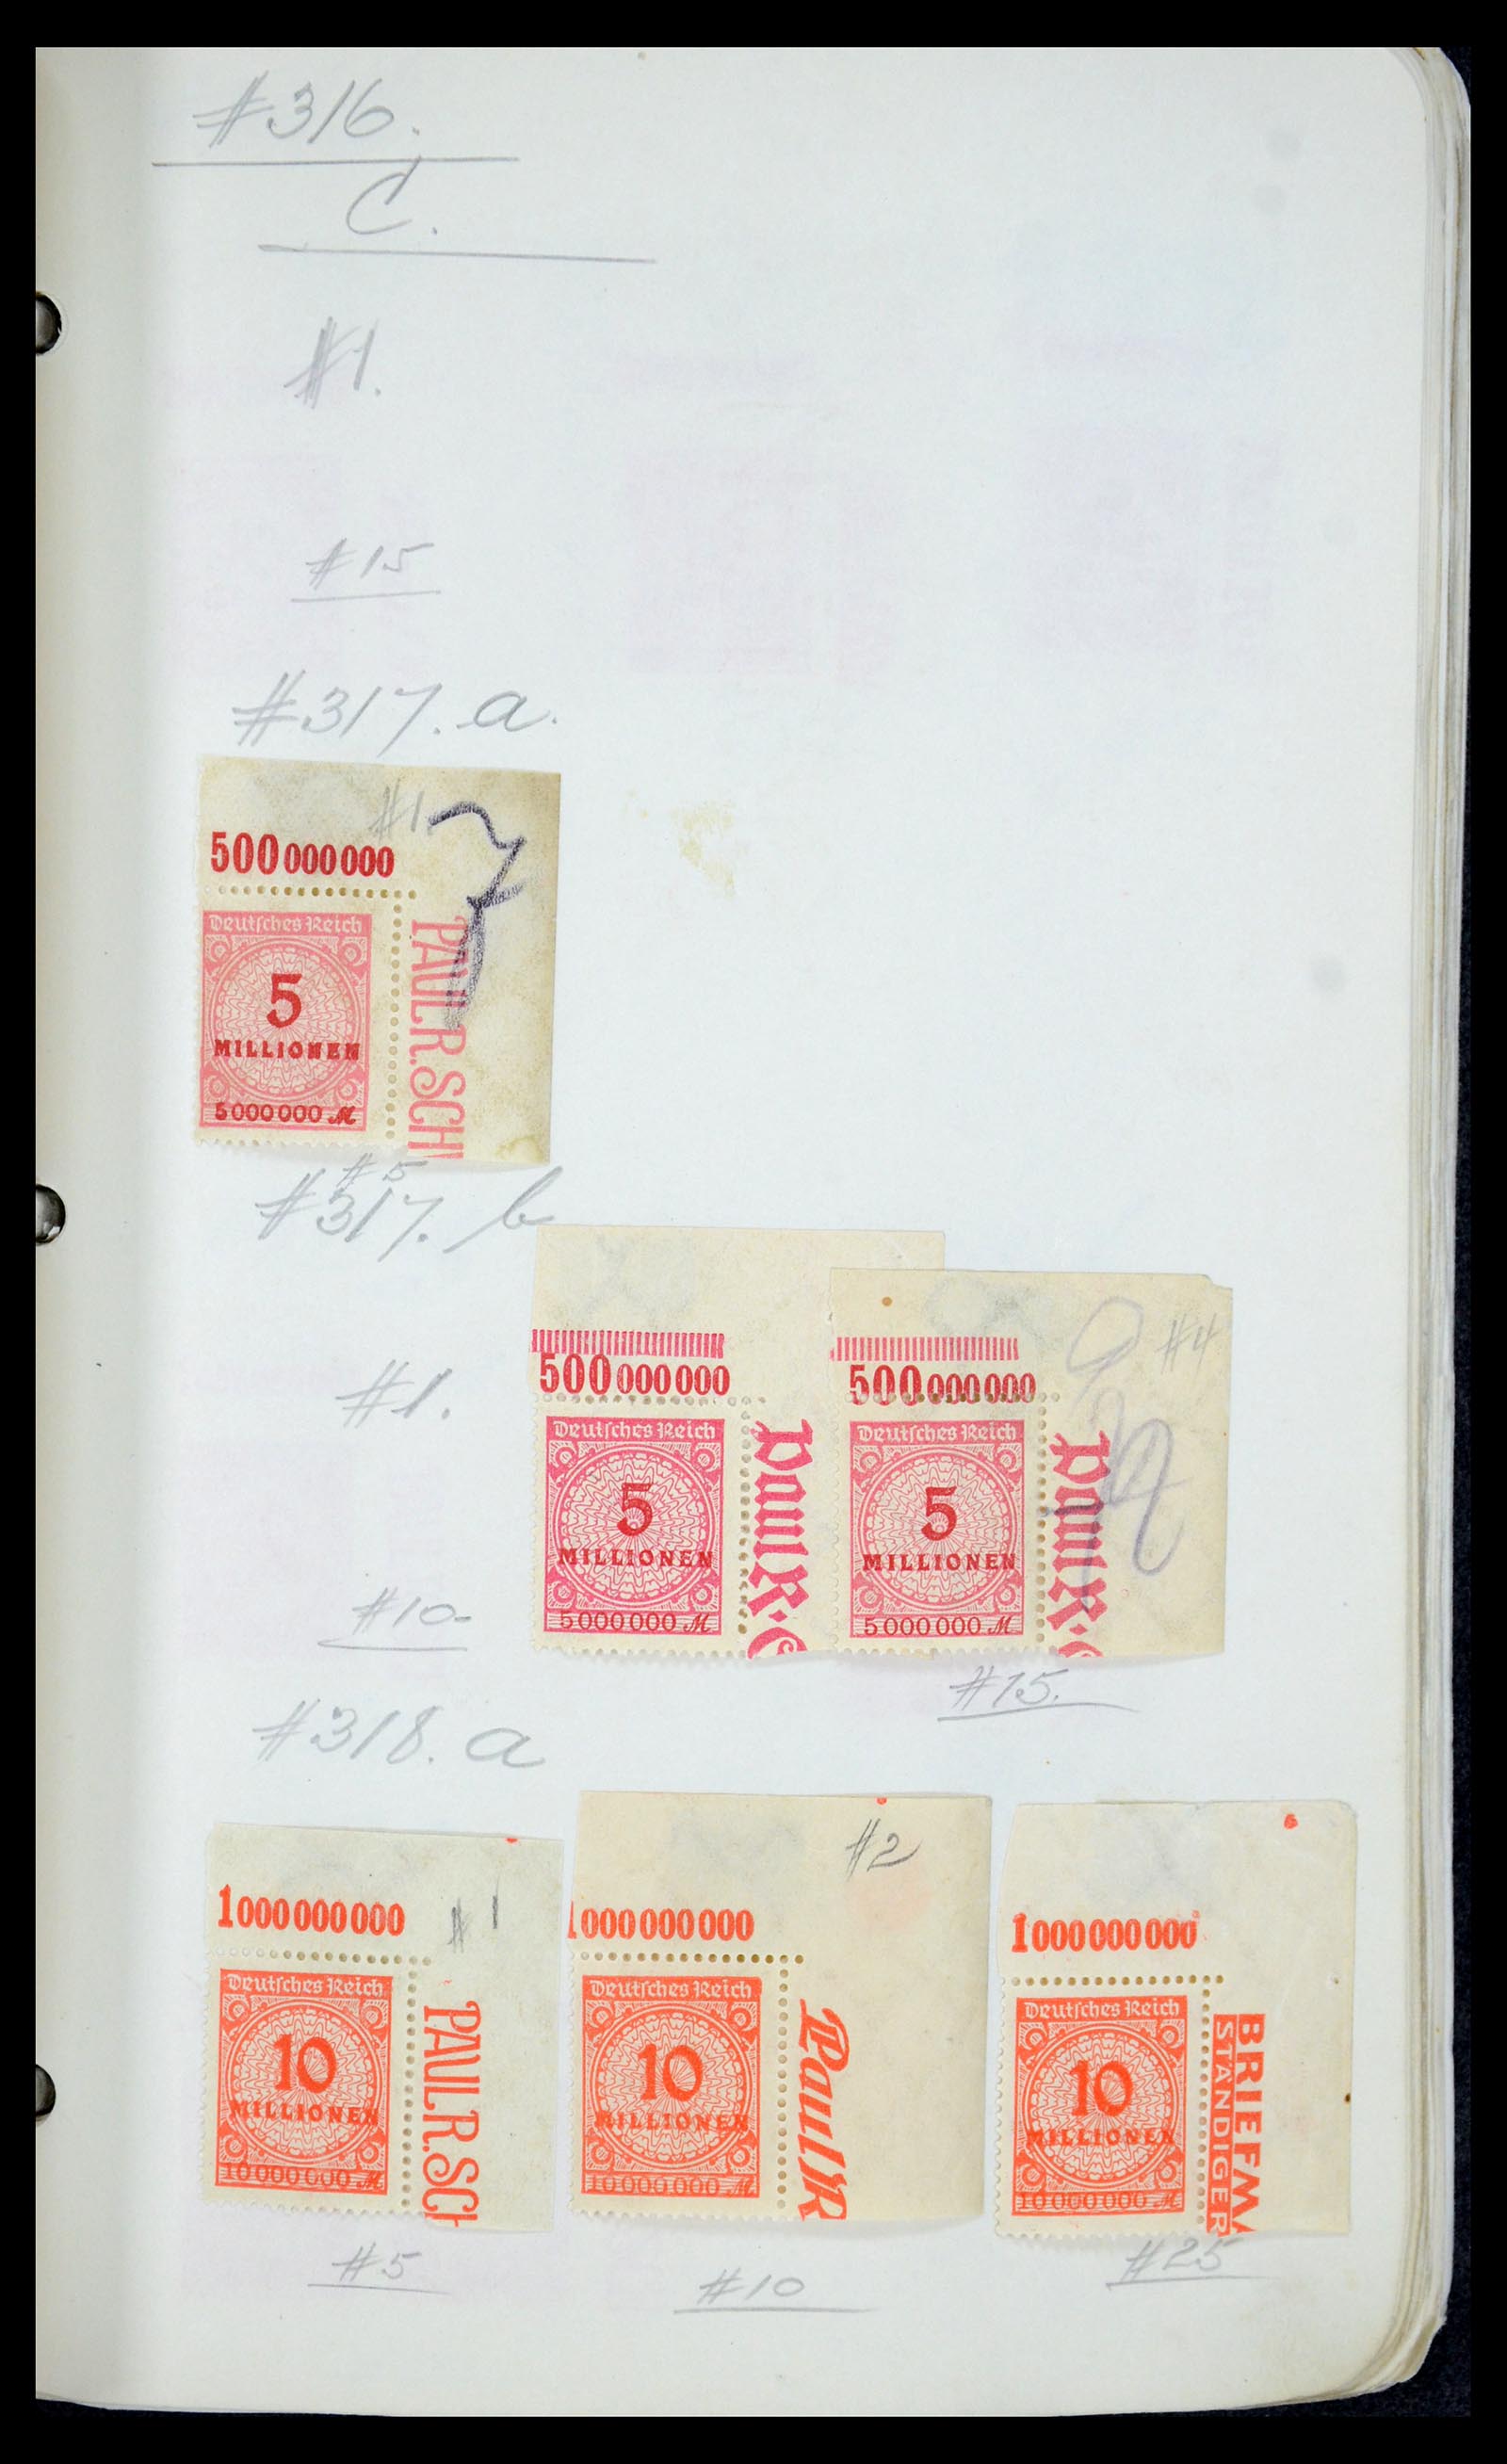 #316.
C.
#1.
#15
#317. a.
#1.
500000000
Deutsches Reich
5
MILLIONEN
5000000 M
PAUL R. SCH
#5
#317. b
#1.
#10-
500000000
Deutsches Reich
5
MILLIONEN
5000000 M
Paul R.
#4
500000000
Deutsches Reich
5
MILLIONEN
5000000 M
Paul R.
#15.
#318. a
#1
1000000000
Deutsches Reich
10
MILLIONEN
10000000 M
PAUL R. SCH
#5
#2
1000000000
Deutsches Reich
10
MILLIONEN
10000000 M
Paul R
#10
1000000000
Deutsches Reich
10
MILLIONEN
10000000 M
BRIEFM
STÄNDIGER
#25